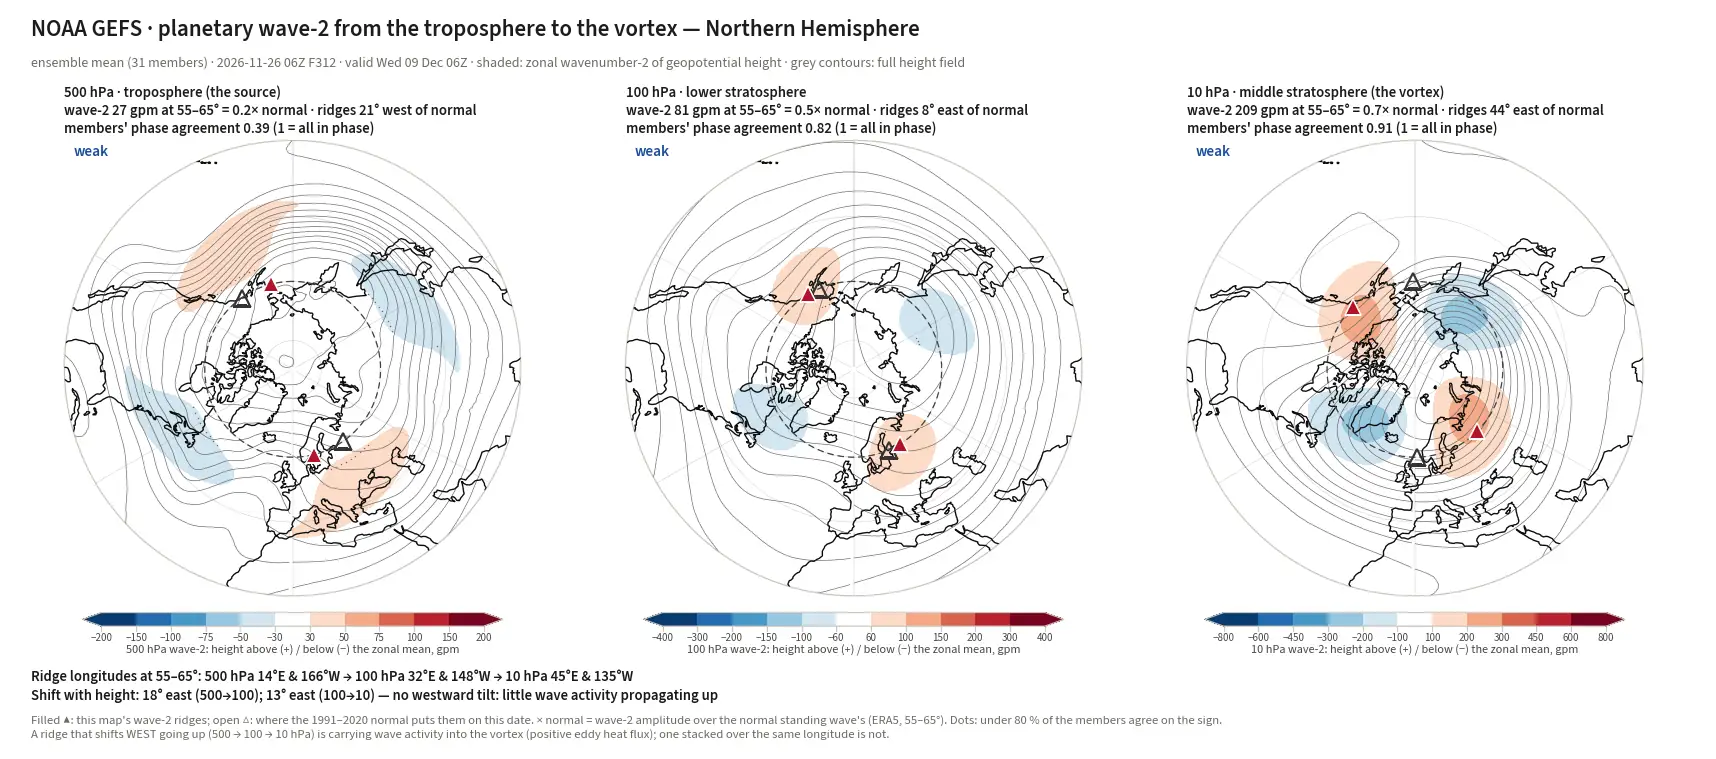 NOAA GEFS · planetary wave-2 from the troposphere to the vortex — Northern Hemisphere
ensemble mean (31 members) · 2026-11-26 06Z F312 · valid Wed 09 Dec 06Z · shaded: zonal wavenumber-2 of geopotential height · grey contours: full height field
500 hPa · troposphere (the source)
wave-2 27 gpm at 55–65° = 0.2× normal · ridges 21° west of normal
members' phase agreement 0.39 (1 = all in phase)
weak
100 hPa · lower stratosphere
wave-2 81 gpm at 55–65° = 0.5× normal · ridges 8° east of normal
members' phase agreement 0.82 (1 = all in phase)
weak
10 hPa · middle stratosphere (the vortex)
wave-2 209 gpm at 55–65° = 0.7× normal · ridges 44° east of normal
members' phase agreement 0.91 (1 = all in phase)
weak
−200 −150 −100 −75 −50 −30 30 50 75 100 150 200
500 hPa wave-2: height above (+) / below (−) the zonal mean, gpm
−400 −300 −200 −150 −100 −60 60 100 150 200 300 400
100 hPa wave-2: height above (+) / below (−) the zonal mean, gpm
−800 −600 −450 −300 −200 −100 100 200 300 450 600 800
10 hPa wave-2: height above (+) / below (−) the zonal mean, gpm
Ridge longitudes at 55–65°: 500 hPa 14°E & 166°W → 100 hPa 32°E & 148°W → 10 hPa 45°E & 135°W
Shift with height: 18° east (500→100); 13° east (100→10) — no westward tilt: little wave activity propagating up
Filled ▲: this map's wave-2 ridges; open △: where the 1991–2020 normal puts them on this date. × normal = wave-2 amplitude over the normal standing wave's (ERA5, 55–65°). Dots: under 80 % of the members agree on the sign.
A ridge that shifts WEST going up (500 → 100 → 10 hPa) is carrying wave activity into the vortex (positive eddy heat flux); one stacked over the same longitude is not.